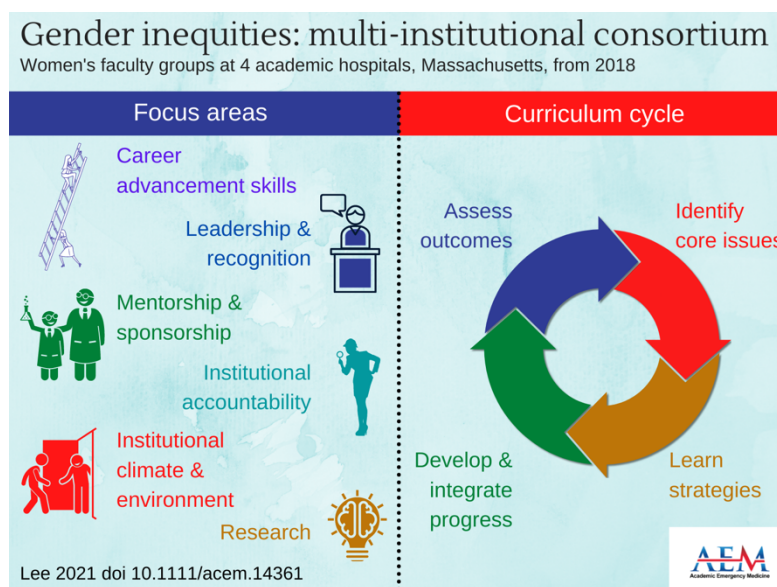 Gender inequities: multi-institutional consortium
Women's faculty groups at 4 academic hospitals, Massachusetts, from 2018
Focus areas
Career
advancement skills
Leadership &
recognition
Mentorship &
sponsorship
Institutional
accountability
Institutional
climate &
environment
Research
Lee 2021 doi 10.1111/acem.14361
Curriculum cycle
Assess
outcomes
Identify
core issues
Develop &
integrate
progress
Learn
strategies
AEM
Academic Emergency Medicine